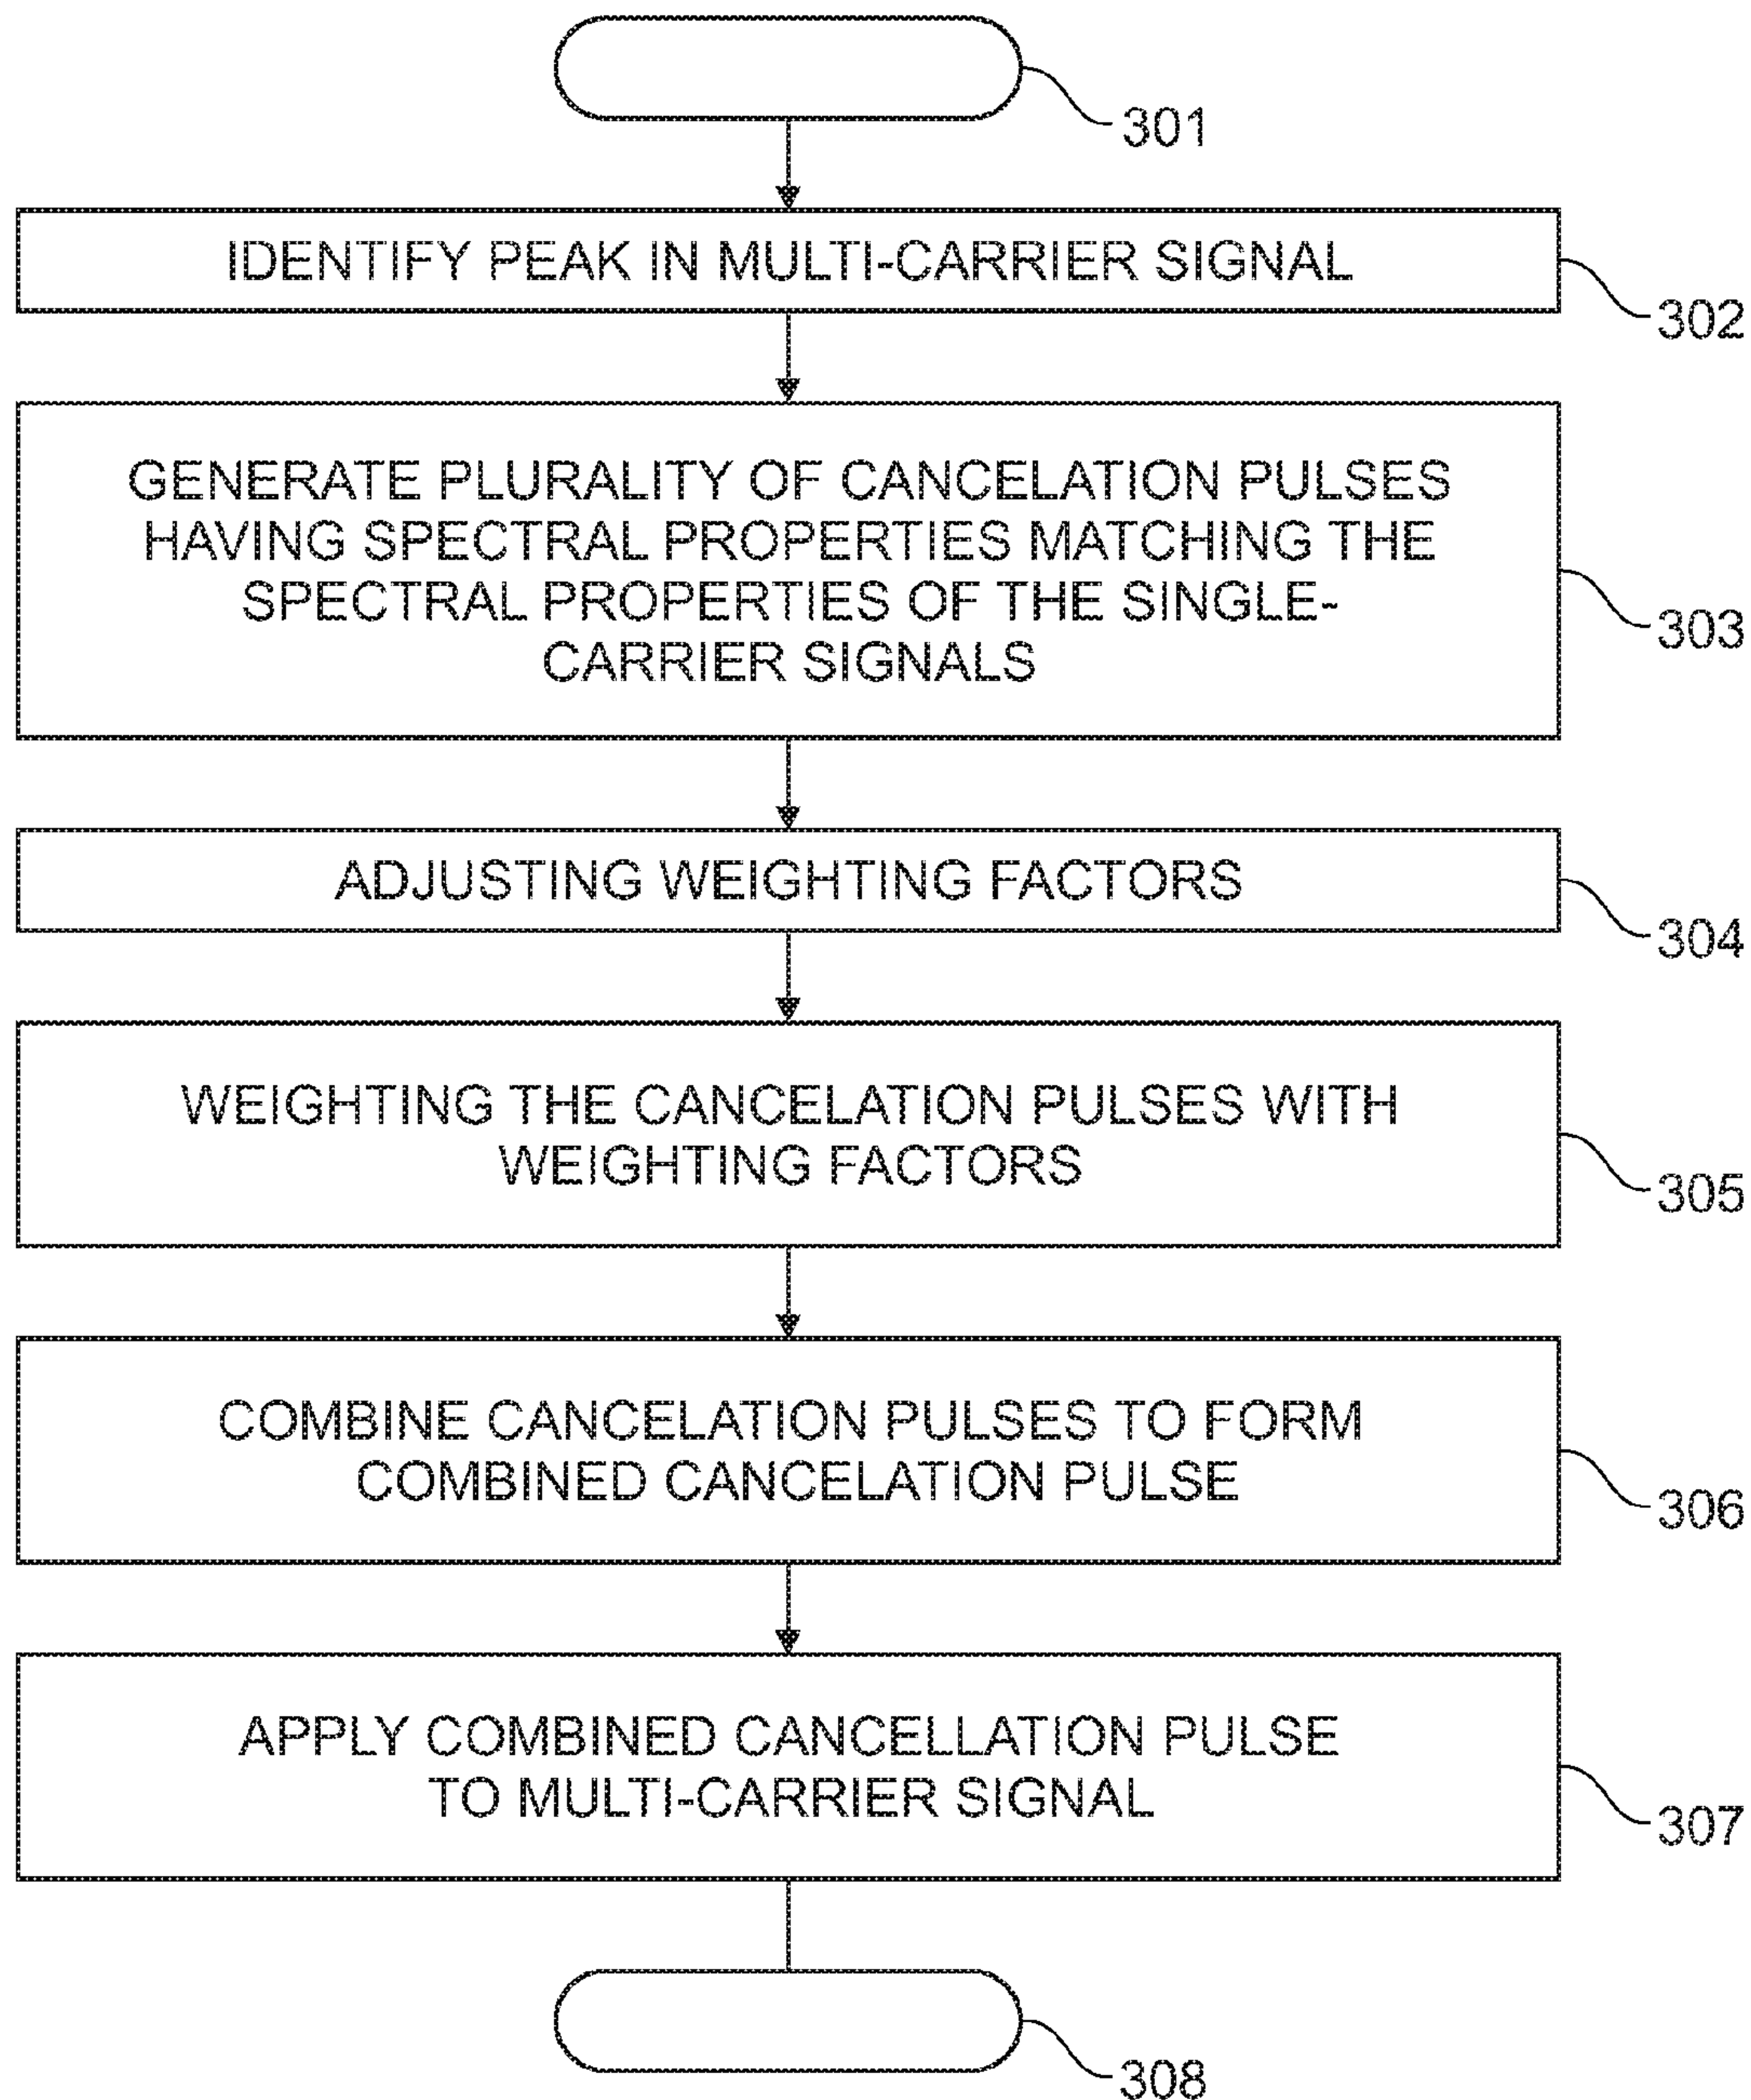 301
IDENTIFY PEAK IN MULTI-CARRIER SIGNAL
302
GENERATE PLURALITY OF CANCELATION PULSES
HAVING SPECTRAL PROPERTIES MATCHING THE
SPECTRAL PROPERTIES OF THE SINGLE-
CARRIER SIGNALS
303
ADJUSTING WEIGHTING FACTORS
304
WEIGHTING THE CANCELATION PULSES WITH
WEIGHTING FACTORS
305
COMBINE CANCELATION PULSES TO FORM
COMBINED CANCELATION PULSE
306
APPLY COMBINED CANCELLATION PULSE
TO MULTI-CARRIER SIGNAL
307
308